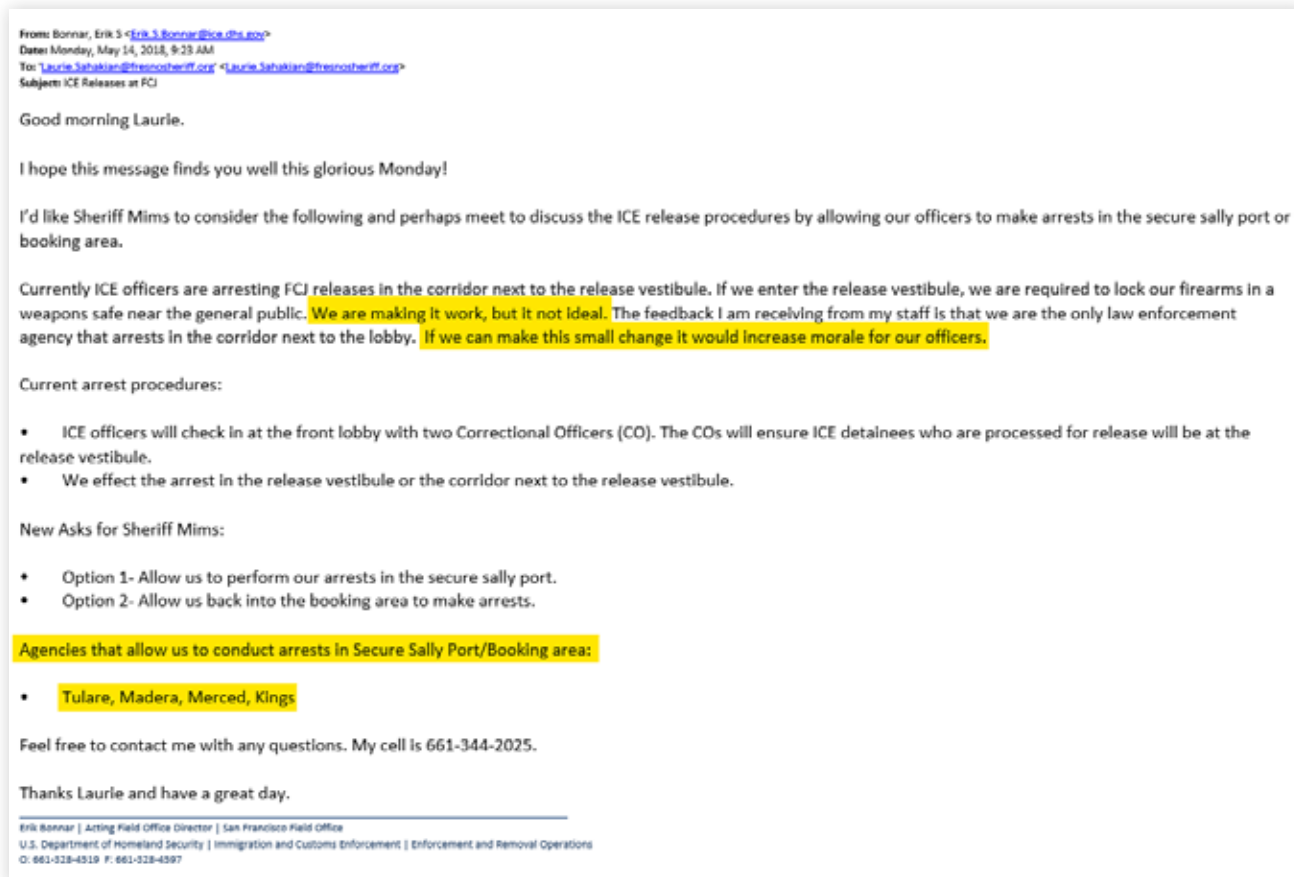 From: Bonnar, Erik S <Erik.S.Bonnar@ice.dhs.gov>
Date: Monday, May 14, 2018, 9:23 AM
To: 'Laurie.Sahakian@fresnosheriff.org' <Laurie.Sahakian@fresnosheriff.org>
Subject: ICE Releases at FCJ
Good morning Laurie.
I hope this message finds you well this glorious Monday!
I'd like Sheriff Mims to consider the following and perhaps meet to discuss the ICE release procedures by allowing our officers to make arrests in the secure sally port or
booking area.
Currently ICE officers are arresting FCJ releases in the corridor next to the release vestibule. If we enter the release vestibule, we are required to lock our firearms in a
weapons safe near the general public. We are making it work, but it not ideal. The feedback I am receiving from my staff is that we are the only law enforcement
agency that arrests in the corridor next to the lobby. If we can make this small change it would increase morale for our officers.
Current arrest procedures:
• ICE officers will check in at the front lobby with two Correctional Officers (CO). The COs will ensure ICE detainees who are processed for release will be at the
release vestibule.
• We effect the arrest in the release vestibule or the corridor next to the release vestibule.
New Asks for Sheriff Mims:
• Option 1- Allow us to perform our arrests in the secure sally port.
• Option 2- Allow us back into the booking area to make arrests.
Agencies that allow us to conduct arrests in Secure Sally Port/Booking area:
• Tulare, Madera, Merced, Kings
Feel free to contact me with any questions. My cell is 661-344-2025.
Thanks Laurie and have a great day.
Erik Bonnar | Acting Field Office Director | San Francisco Field Office
U.S. Department of Homeland Security | Immigration and Customs Enforcement | Enforcement and Removal Operations
O: 661-328-4519 F: 661-328-4597